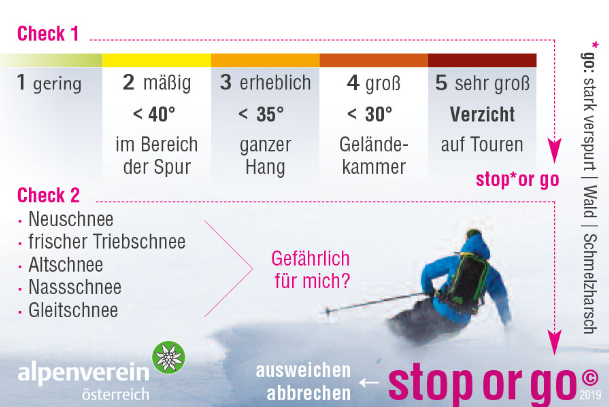 Check 1
1 gering
2 mäßig
< 40°
im Bereich
der Spur
3 erheblich
< 35°
ganzer
Hang
4 groß
< 30°
Gelände-
kammer
5 sehr groß
Verzicht
auf Touren
stop*or go
* go: stark verspurt | Wald | Schmelzharsch
Check 2
· Neuschnee
· frischer Triebschnee
· Altschnee
· Nassschnee
· Gleitschnee
Gefährlich
für mich?
alpenverein
österreich
ausweichen
abbrechen
← stop or go©
2019